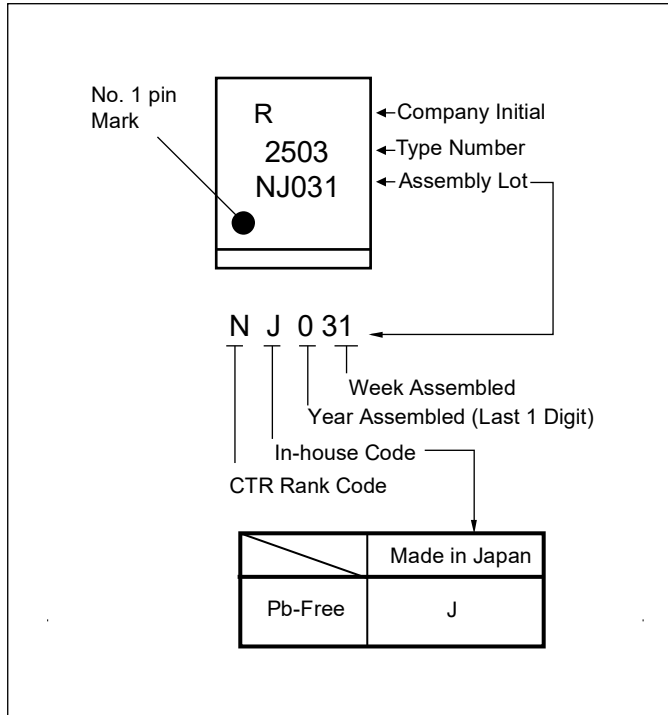 No. 1 pin
Mark
R
2503
NJ031
Company Initial
Type Number
Assembly Lot
N J 0 31
Week Assembled
Year Assembled (Last 1 Digit)
In-house Code
CTR Rank Code
Made in Japan
Pb-Free J